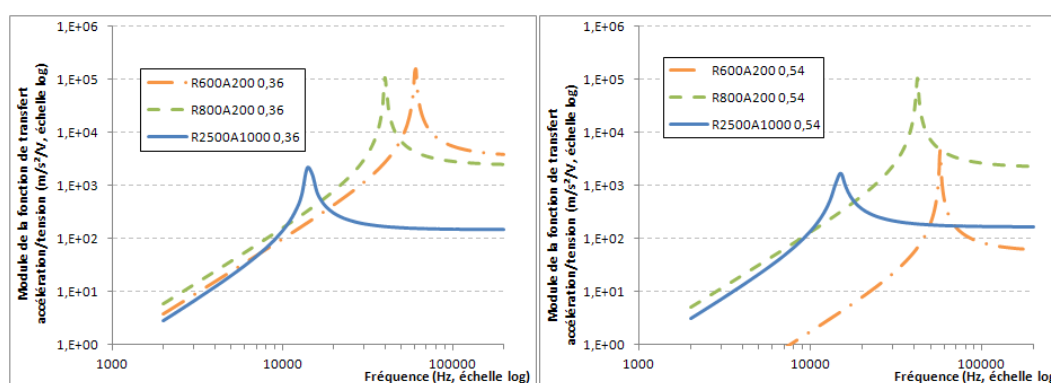 Module de la fonction de transfert
accélération/tension (m/s²/V, échelle log)
1,E+06
1,E+05
1,E+04
1,E+03
1,E+02
1,E+01
1,E+00
R600A200 0,36
R800A200 0,36
R2500A1000 0,36
1000
10000
100000
Fréquence (Hz, échelle log)
Module de la fonction de transfert
accélération/tension (m/s²/V, échelle log)
1,E+06
1,E+05
1,E+04
1,E+03
1,E+02
1,E+01
1,E+00
R600A200 0,54
R800A200 0,54
R2500A1000 0,54
1000
10000
100000
Fréquence (Hz, échelle log)